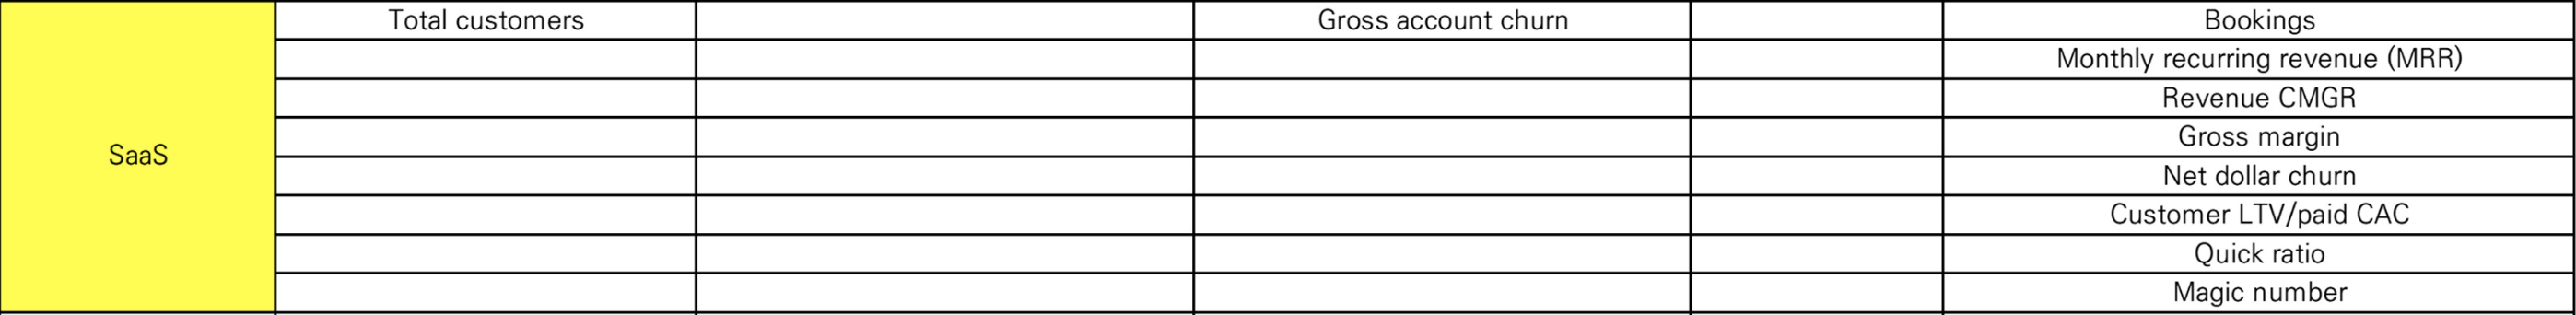 Total customers
Gross account churn
Bookings
Monthly recurring revenue (MRR)
Revenue CMGR
Gross margin
SaaS
Net dollar churn
Customer LTV/paid CAC
Quick ratio
Magic number